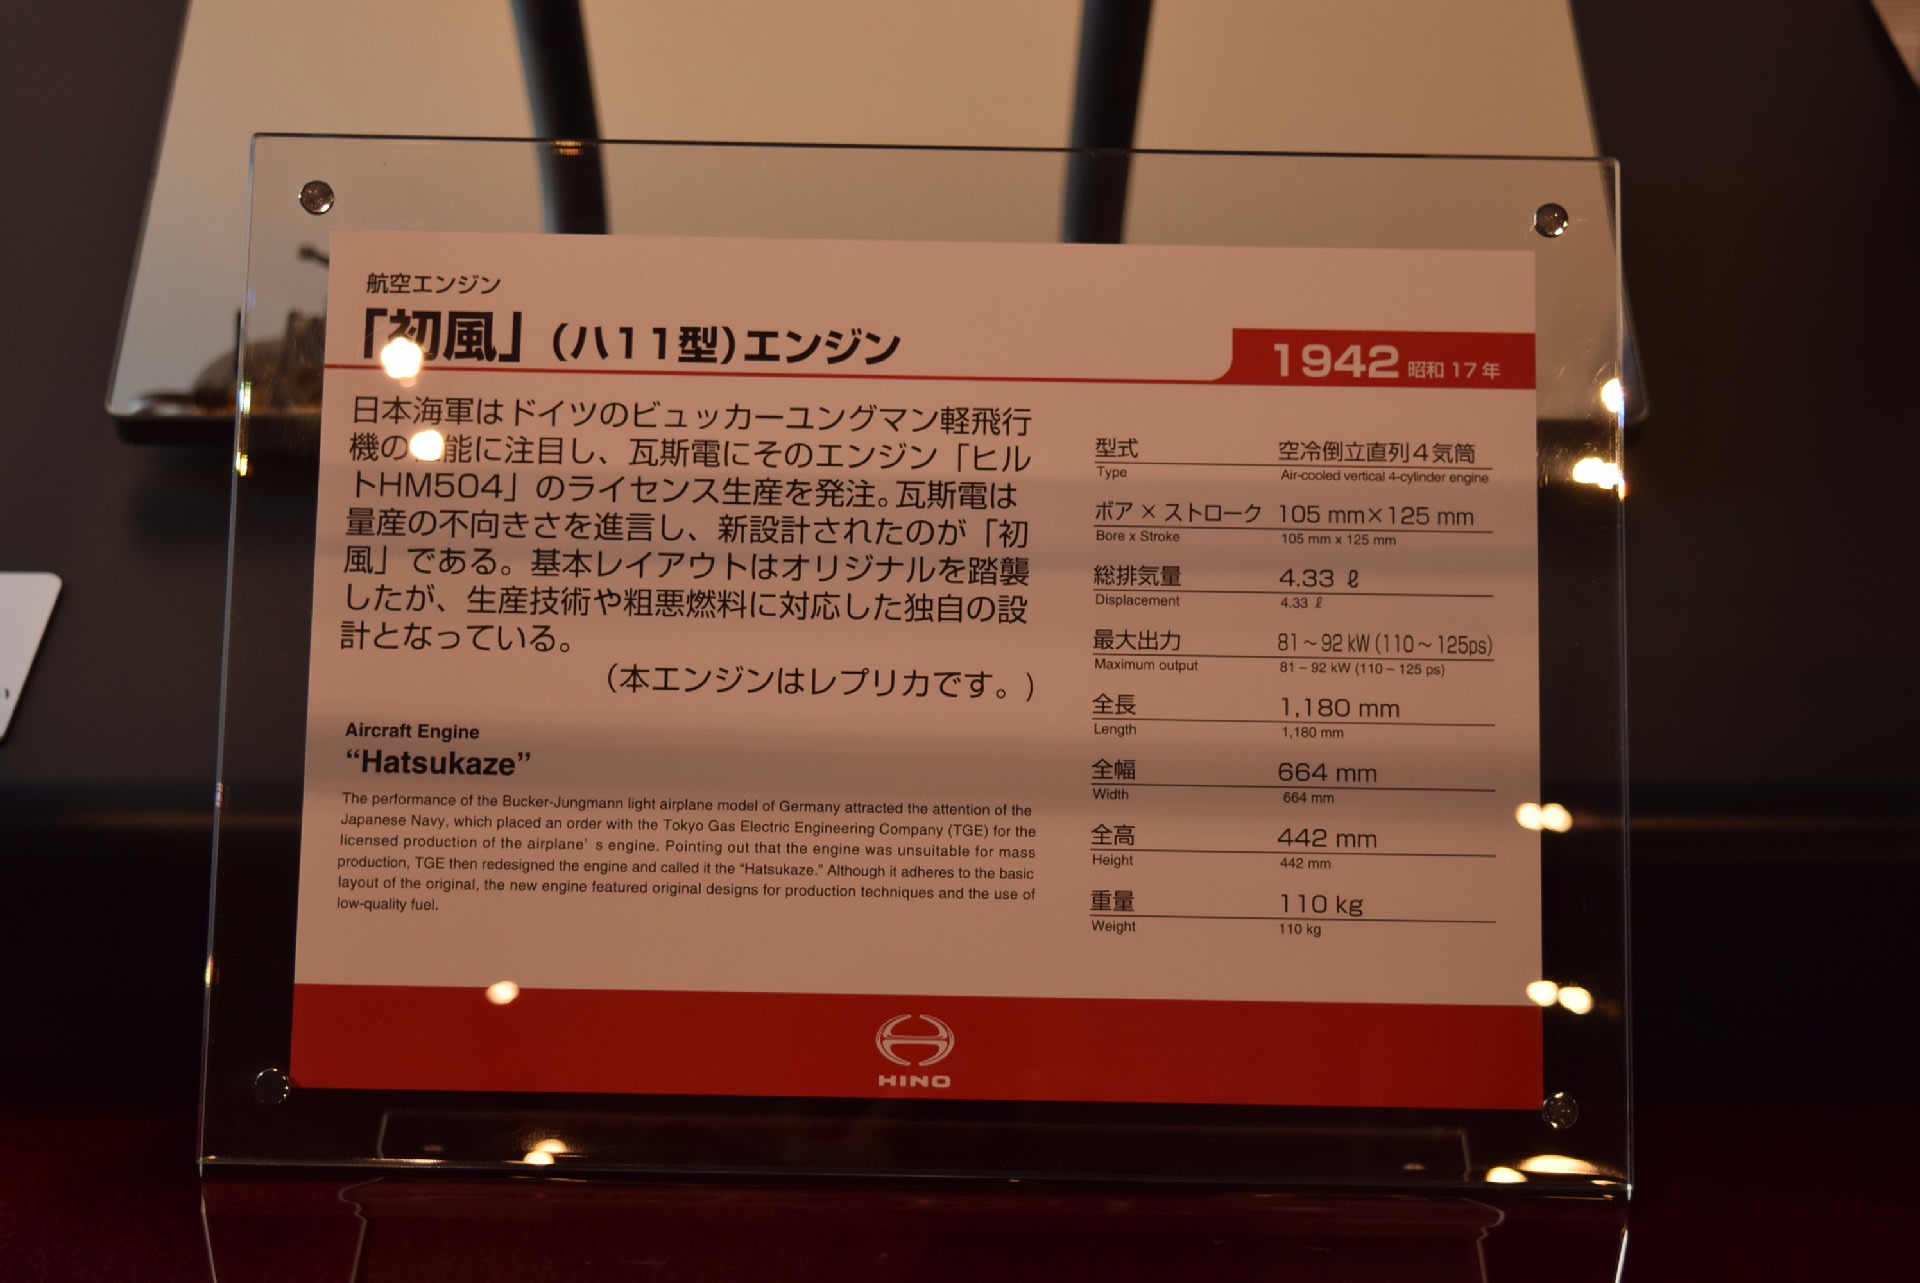 航空エンジン
「初風」(ハ11型)エンジン
1942 昭和17年
日本海軍はドイツのビュッカーユングマン軽飛行
機の 能に注目し、瓦斯電にそのエンジン「ヒル
トHM504」のライセンス生産を発注。瓦斯電は
量産の不向きさを進言し、新設計されたのが「初
風」である。基本レイアウトはオリジナルを踏襲
したが、生産技術や粗悪燃料に対応した独自の設
計となっている。
(本エンジンはレプリカです。)
Aircraft Engine
“Hatsukaze”
The performance of the Bucker-Jungmann light airplane model of Germany attracted the attention of the
Japanese Navy, which placed an order with the Tokyo Gas Electric Engineering Company (TGE) for the
licensed production of the airplane’ s engine. Pointing out that the engine was unsuitable for mass
production, TGE then redesigned the engine and called it the “Hatsukaze.” Although it adheres to the basic
layout of the original, the new engine featured original designs for production techniques and the use of
low-quality fuel.
型式 空冷倒立直列4気筒
Type Air-cooled vertical 4-cylinder engine
ボア×ストローク 105 mm×125 mm
Bore x Stroke 105 mm x 125 mm
総排気量 4.33 ℓ
Displacement 4.33 ℓ
最大出力 81～92 kW (110～125ps)
Maximum output 81 – 92 kW (110 – 125 ps)
全長 1,180 mm
Length 1,180 mm
全幅 664 mm
Width 664 mm
全高 442 mm
Height 442 mm
重量 110 kg
Weight 110 kg
HINO